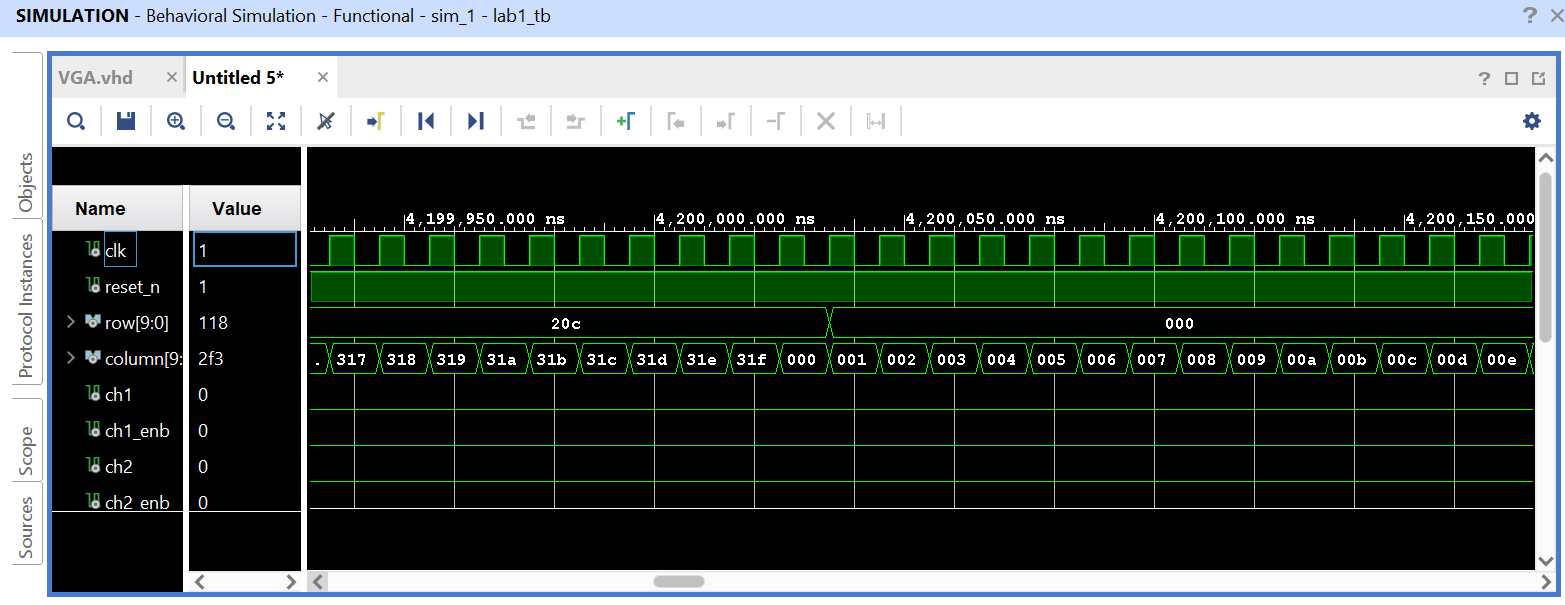 SIMULATION - Behavioral Simulation - Functional - sim_1 - lab1_tb ? ×
VGA.vhd × Untitled 5* × ?
Objects
Protocol Instances
Scope
Sources
Name Value
4,199,950.000 ns 4,200,000.000 ns 4,200,050.000 ns 4,200,100.000 ns 4,200,150.000
clk 1
reset_n 1
row[9:0] 118 20c 000
column[9: 2f3 . 317 318 319 31a 31b 31c 31d 31e 31f 000 001 002 003 004 005 006 007 008 009 00a 00b 00c 00d 00e
ch1 0
ch1_enb 0
ch2 0
ch2_enb 0